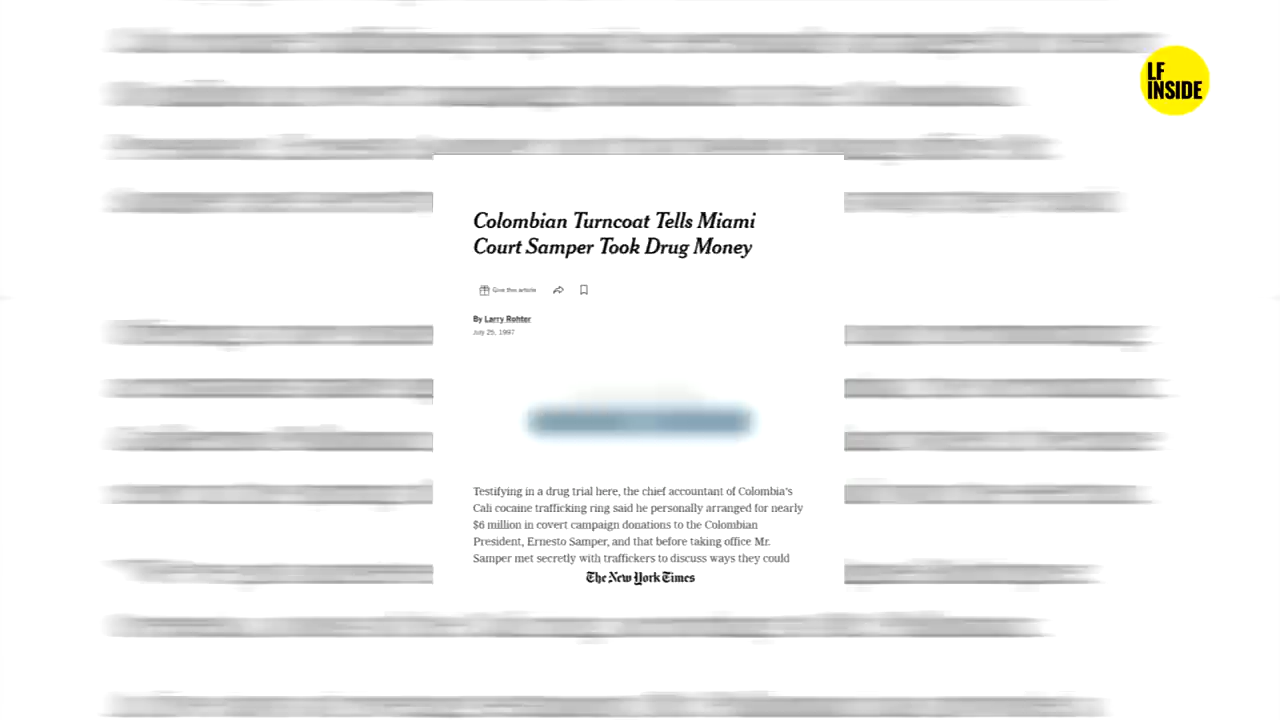 LF
INSIDE
Colombian Turncoat Tells Miami
Court Samper Took Drug Money
Give this article
By Larry Rohter
July 25, 1997
Testifying in a drug trial here, the chief accountant of Colombia's
Cali cocaine trafficking ring said he personally arranged for nearly
$6 million in covert campaign donations to the Colombian
President, Ernesto Samper, and that before taking office Mr.
Samper met secretly with traffickers to discuss ways they could
The New York Times